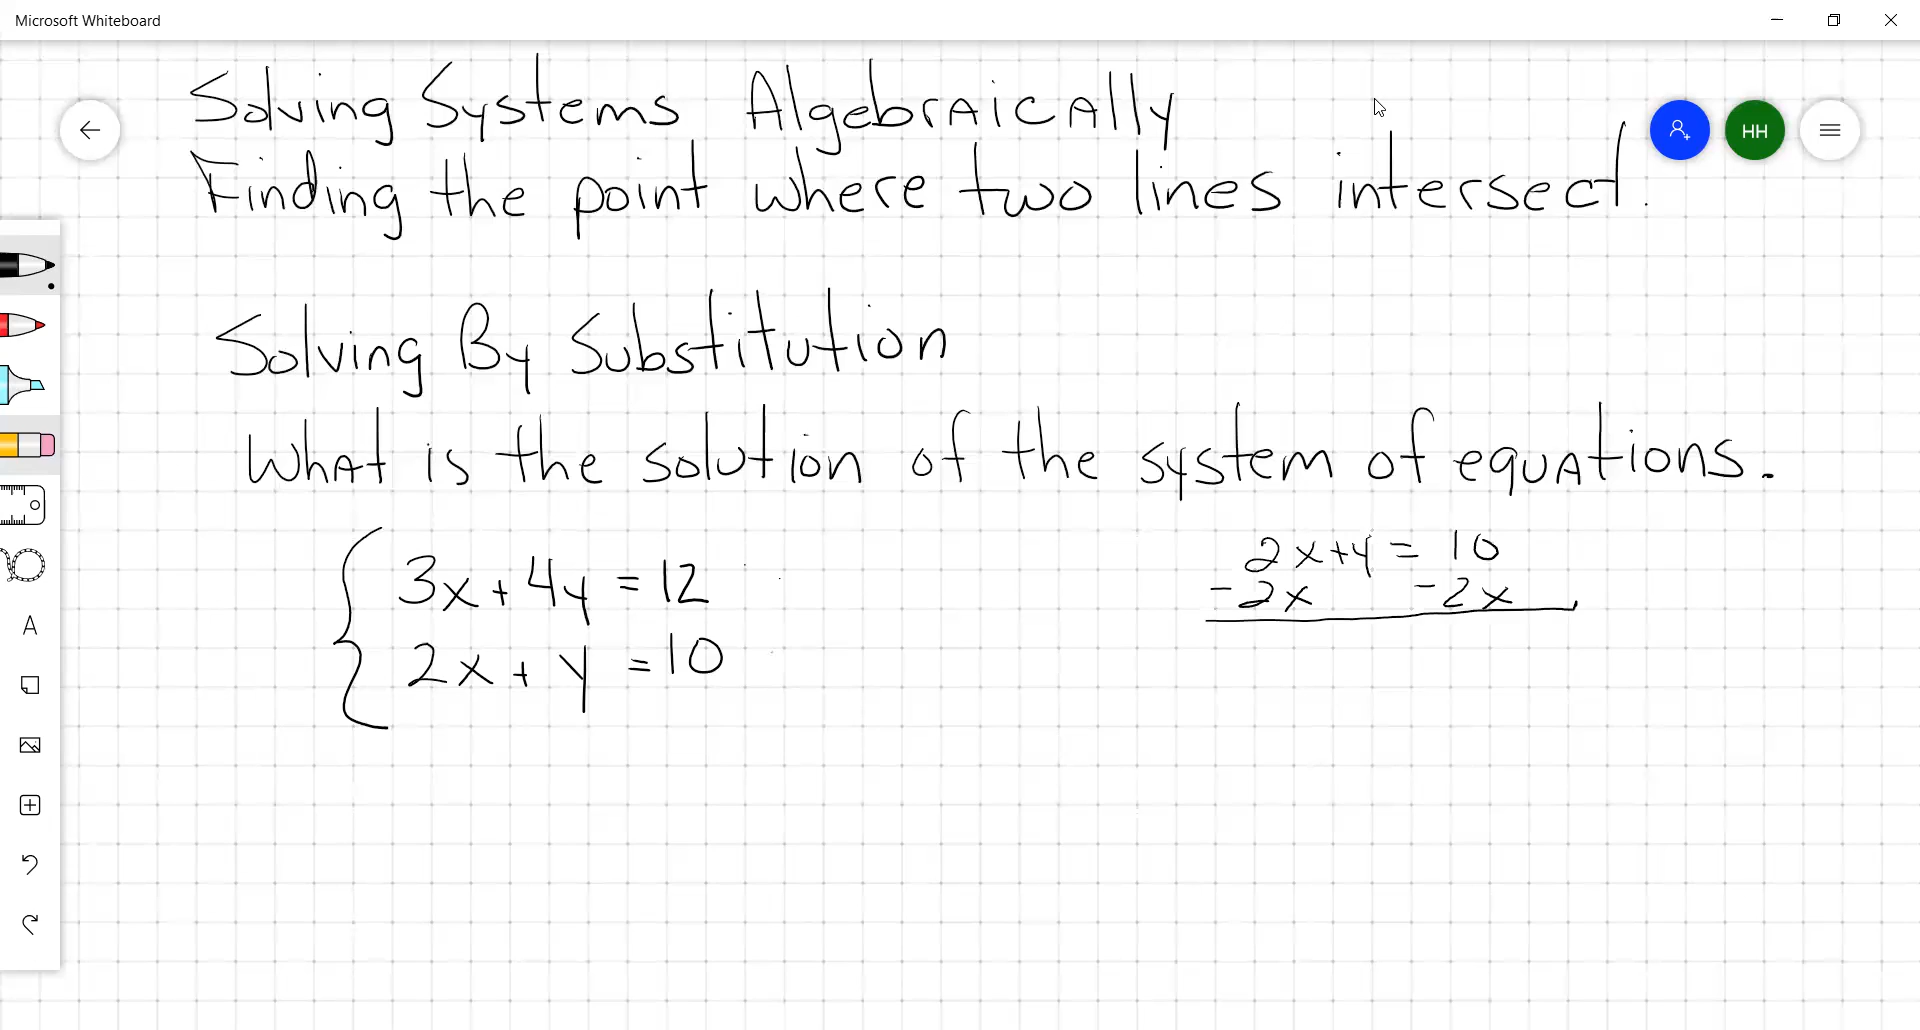 Microsoft Whiteboard
Solving Systems Algebraically
HH
Finding the point where two lines intersect.
Solving By Substitution
What is the solution of the system of equations.
3x+4y=12
2x+y=10
2x+y=10
-2x -2x
A